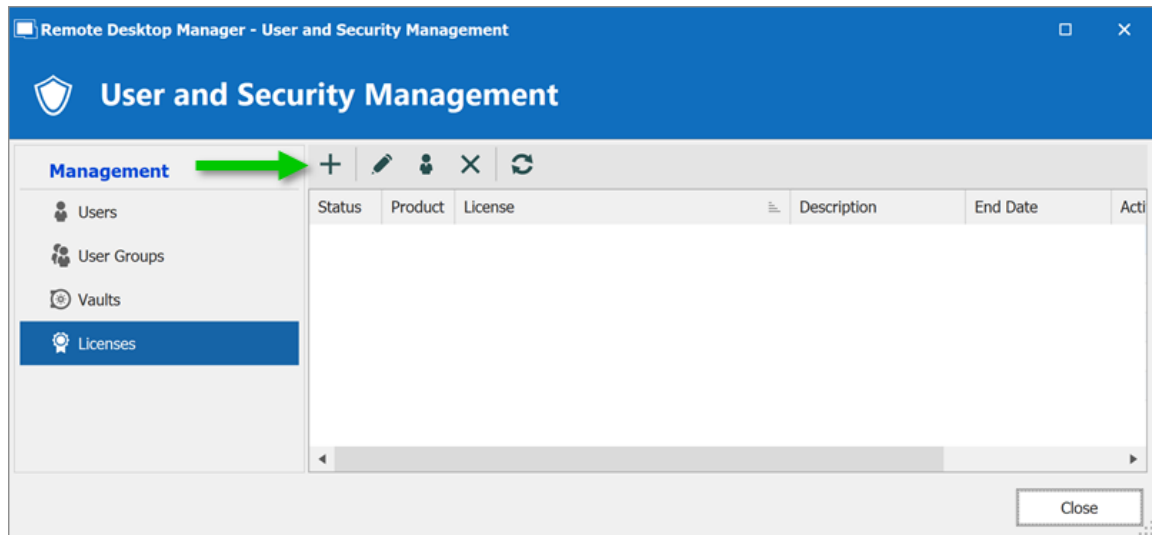 Remote Desktop Manager - User and Security Management
User and Security Management
Management
Users
User Groups
Vaults
Licenses
Status Product License Description End Date Acti
Close